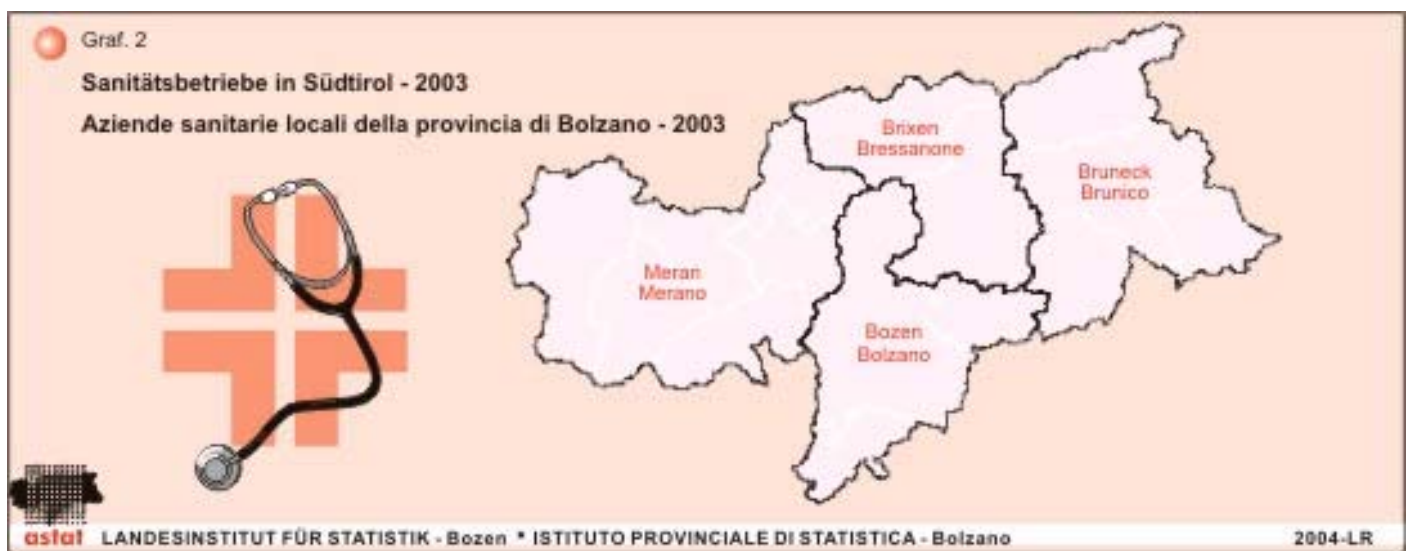 Graf. 2
Sanitätsbetriebe in Südtirol - 2003
Aziende sanitarie locali della provincia di Bolzano - 2003
Brixen
Bressanone
Bruneck
Brunico
Meran
Merano
Bozen
Bolzano
astat LANDESINSTITUT FÜR STATISTIK - Bozen * ISTITUTO PROVINCIALE DI STATISTICA - Bolzano 2004-LR